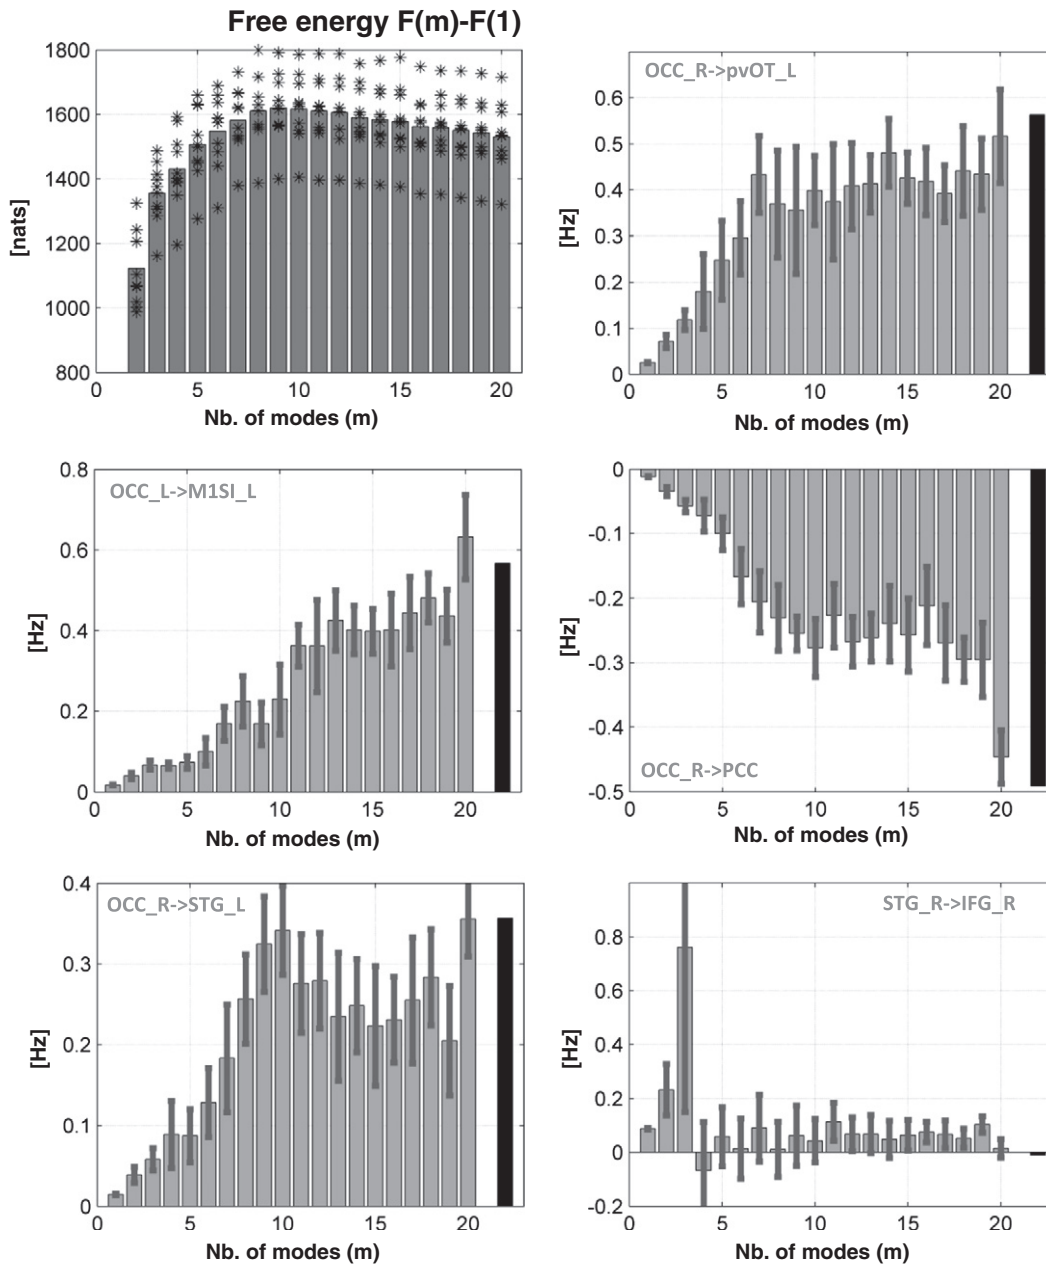 Free energy F(m)-F(1)
[nats]
1800
1600
1400
1200
1000
800
0 5 10 15 20
Nb. of modes (m)
OCC_R->pvOT_L
[Hz]
0.6
0.5
0.4
0.3
0.2
0.1
0
0 5 10 15 20
Nb. of modes (m)
OCC_L->M1SI_L
[Hz]
0.8
0.6
0.4
0.2
0
0 5 10 15 20
Nb. of modes (m)
OCC_R->PCC
[Hz]
0
-0.1
-0.2
-0.3
-0.4
-0.5
0 5 10 15 20
Nb. of modes (m)
OCC_R->STG_L
[Hz]
0.4
0.3
0.2
0.1
0
0 5 10 15 20
Nb. of modes (m)
STG_R->IFG_R
[Hz]
0.8
0.6
0.4
0.2
0
-0.2
0 5 10 15 20
Nb. of modes (m)